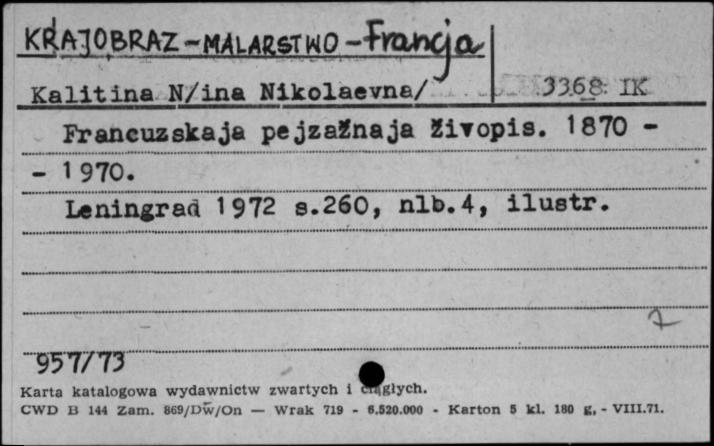 KRAJOBRAZ - MALARSTWO - Francja
Kalitina N/ina Nikolaevna/ 3368 IK
Francuzskaja pejzažnaja živopis. 1870 -
- 1970.
Leningrad 1972 s.260, nlb.4, ilustr.
7
957/73
Karta katalogowa wydawnictw zwartych i ciągłych.
CWD B 144 Zam. 869/Dw/On — Wrak 719 - 6.520.000 - Karton 5 kl. 180 g, - VIII.71.